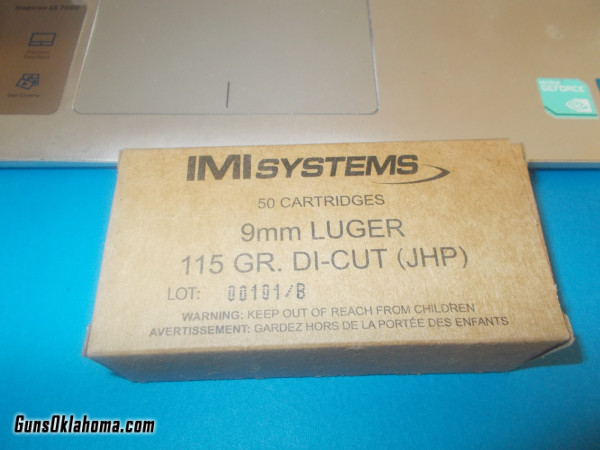 IMI SYSTEMS
50 CARTRIDGES
9mm LUGER
115 GR. DI-CUT (JHP)
LOT: 00101/B
WARNING: KEEP OUT OF REACH FROM CHILDREN
AVERTISSEMENT: GARDEZ HORS DE LA PORTÉE DES ENFANTS
GEFORCE
GunsOklahoma.com